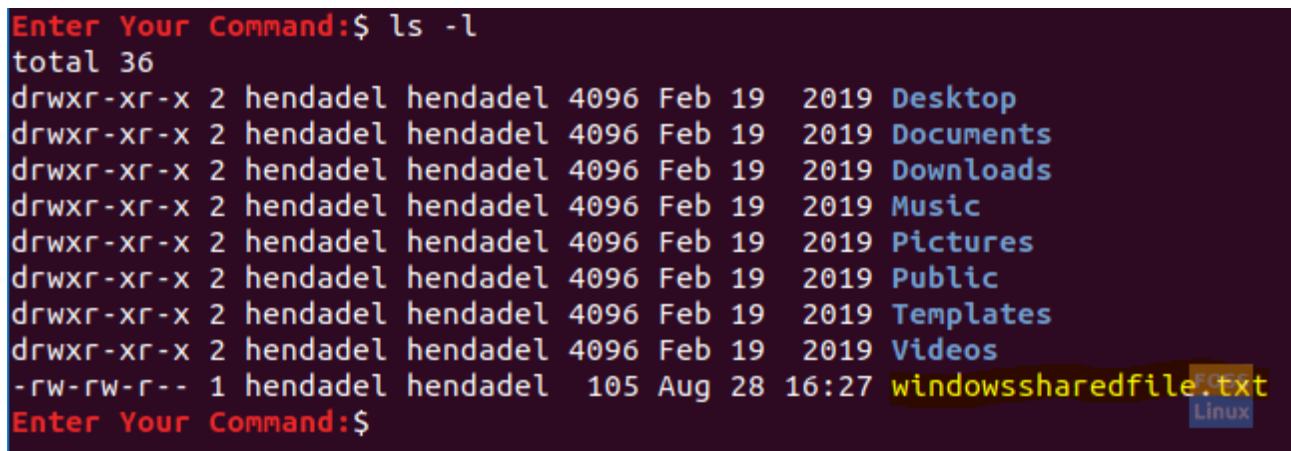 Enter Your Command:$ ls -l
total 36
drwxr-xr-x 2 hendadel hendadel 4096 Feb 19  2019 Desktop
drwxr-xr-x 2 hendadel hendadel 4096 Feb 19  2019 Documents
drwxr-xr-x 2 hendadel hendadel 4096 Feb 19  2019 Downloads
drwxr-xr-x 2 hendadel hendadel 4096 Feb 19  2019 Music
drwxr-xr-x 2 hendadel hendadel 4096 Feb 19  2019 Pictures
drwxr-xr-x 2 hendadel hendadel 4096 Feb 19  2019 Public
drwxr-xr-x 2 hendadel hendadel 4096 Feb 19  2019 Templates
drwxr-xr-x 2 hendadel hendadel 4096 Feb 19  2019 Videos
-rw-rw-r-- 1 hendadel hendadel  105 Aug 28 16:27 windowssharedfile.txt
FOSS
Linux
Enter Your Command:$